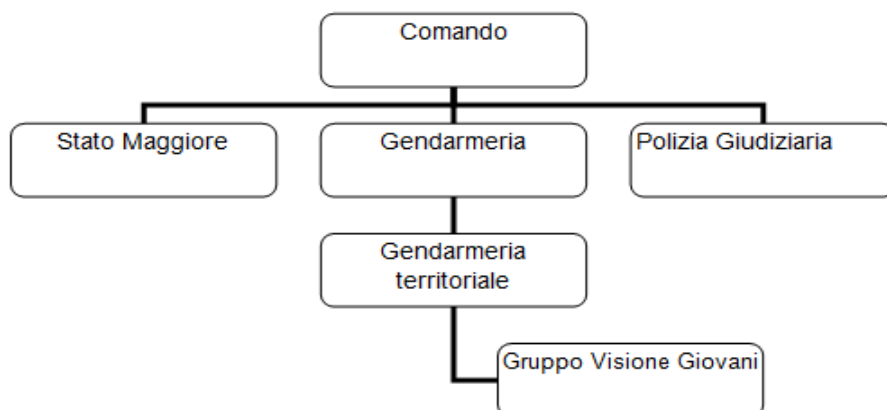 Comando
Stato Maggiore
Gendarmeria
Polizia Giudiziaria
Gendarmeria
territoriale
Gruppo Visione Giovani